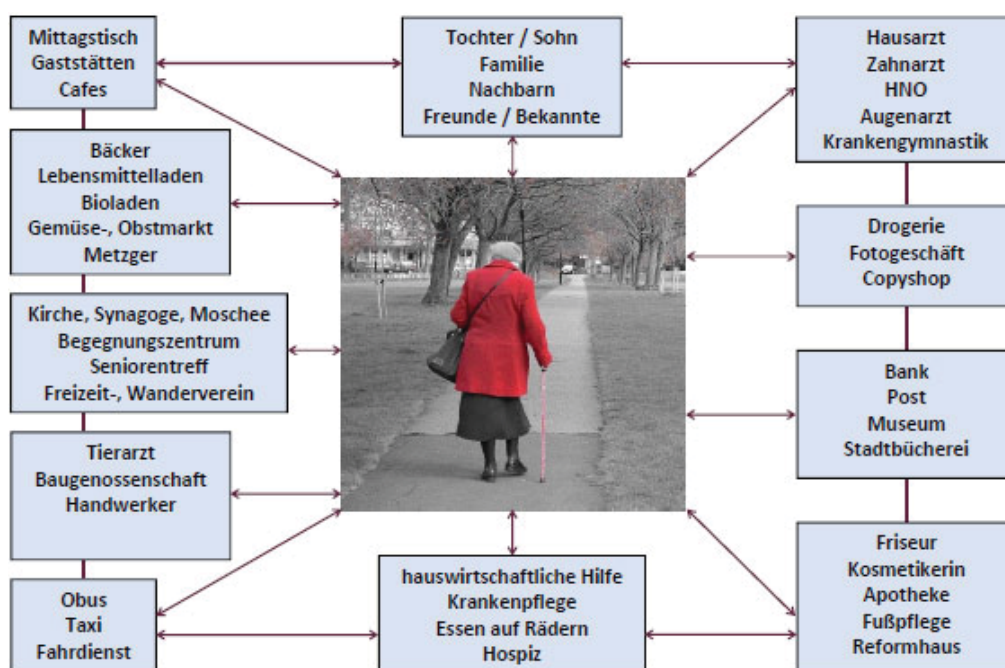 Mittagstisch
Gaststätten
Cafes
Tochter / Sohn
Familie
Nachbarn
Freunde / Bekannte
Hausarzt
Zahnarzt
HNO
Augenarzt
Krankengymnastik
Bäcker
Lebensmittelladen
Bioladen
Gemüse-, Obstmarkt
Metzger
Drogerie
Fotogeschäft
Copyshop
Kirche, Synagoge, Moschee
Begegnungszentrum
Seniorentreff
Freizeit-, Wanderverein
Bank
Post
Museum
Stadtbücherei
Tierarzt
Baugenossenschaft
Handwerker
Obus
Taxi
Fahrdienst
hauswirtschaftliche Hilfe
Krankenpflege
Essen auf Rädern
Hospiz
Friseur
Kosmetikerin
Apotheke
Fußpflege
Reformhaus